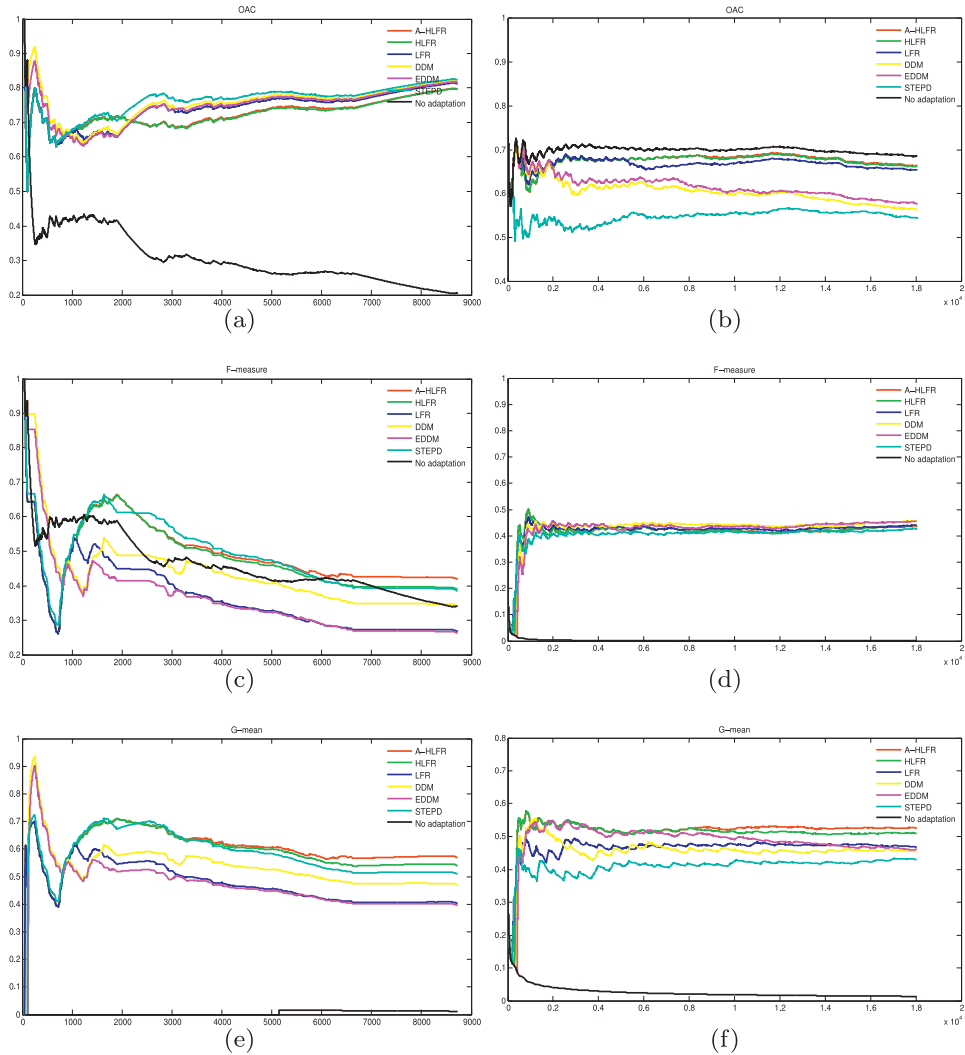 OAC
1
0.9
0.8
0.7
0.6
0.5
0.4
0.3
0.2
0
1000
2000
3000
4000
5000
6000
7000
8000
9000
A-HLFR
HLFR
LFR
DDM
EDDM
STEPD
No adaptation
(a)
OAC
1
0.9
0.8
0.7
0.6
0.5
0.4
0
0.2
0.4
0.6
0.8
1
1.2
1.4
1.6
1.8
2
x 10^4
A-HLFR
HLFR
LFR
DDM
EDDM
STEPD
No adaptation
(b)
F-measure
1
0.9
0.8
0.7
0.6
0.5
0.4
0.3
0.2
0
1000
2000
3000
4000
5000
6000
7000
8000
9000
A-HLFR
HLFR
LFR
DDM
EDDM
STEPD
No adaptation
(c)
F-measure
1
0.9
0.8
0.7
0.6
0.5
0.4
0.3
0.2
0.1
0
0
0.2
0.4
0.6
0.8
1
1.2
1.4
1.6
1.8
2
x 10^4
A-HLFR
HLFR
LFR
DDM
EDDM
STEPD
No adaptation
(d)
G-mean
1
0.9
0.8
0.7
0.6
0.5
0.4
0.3
0.2
0.1
0
0
1000
2000
3000
4000
5000
6000
7000
8000
9000
A-HLFR
HLFR
LFR
DDM
EDDM
STEPD
No adaptation
(e)
G-mean
0.8
0.7
0.6
0.5
0.4
0.3
0.2
0.1
0
0
0.2
0.4
0.6
0.8
1
1.2
1.4
1.6
1.8
2
x 10^4
A-HLFR
HLFR
LFR
DDM
EDDM
STEPD
No adaptation
(f)